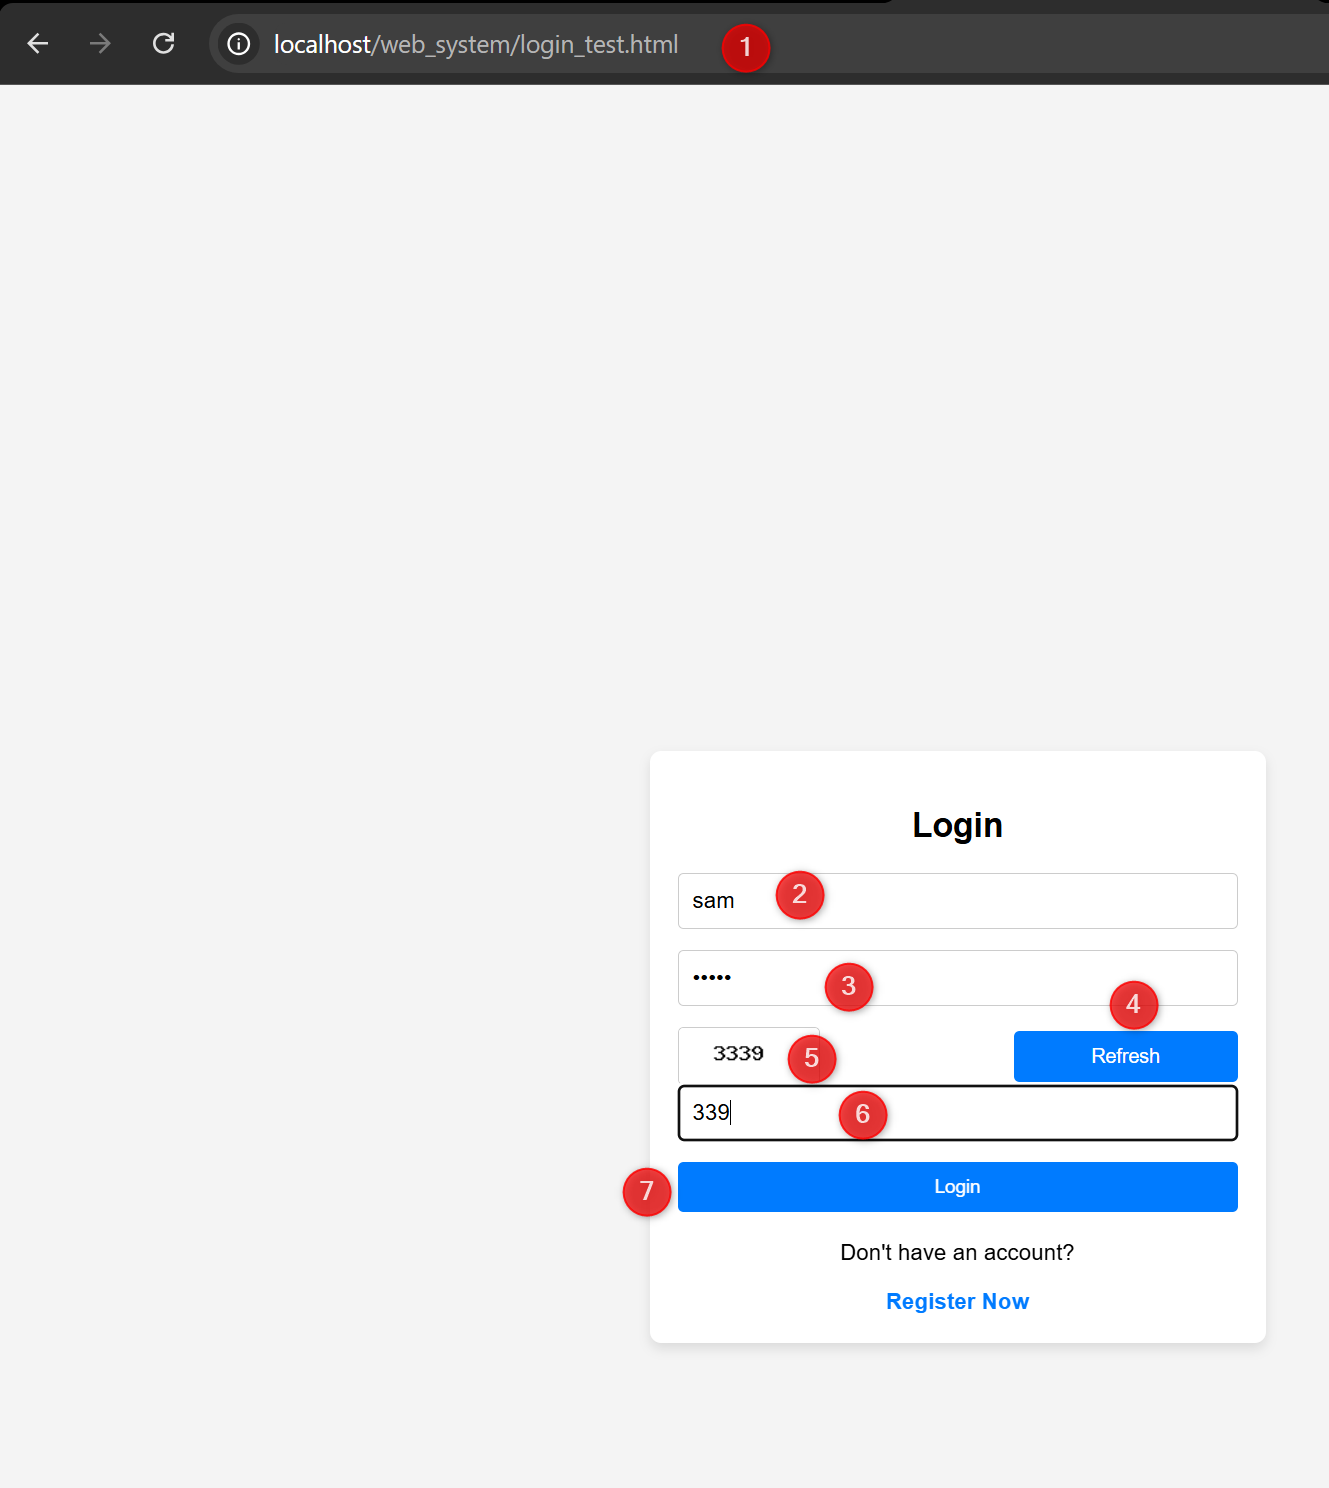 localhost/web_system/login_test.html 1
Login
sam 2
••••• 3
4
3339 5 Refresh
339 6
7 Login
Don't have an account?
Register Now